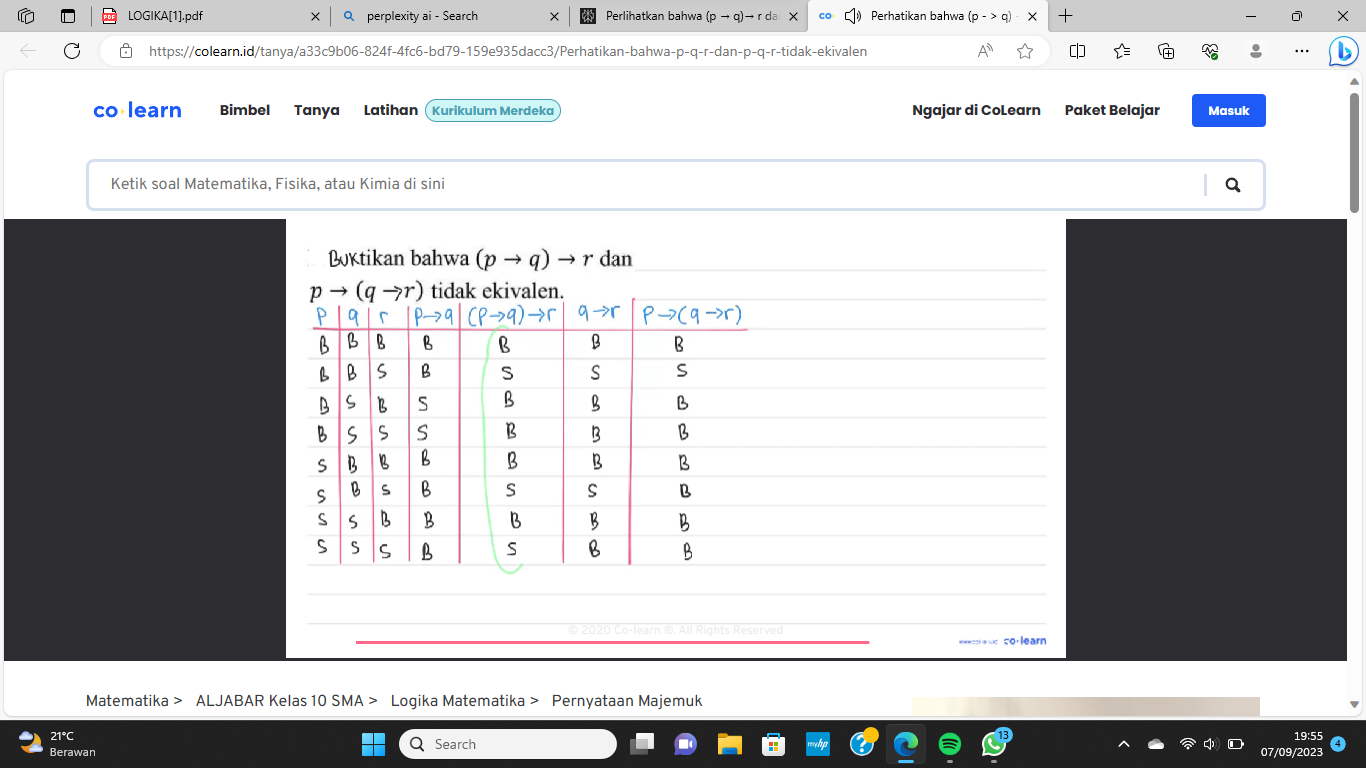 LOGIKA[1].pdf
perplexity ai - Search
Perlihatkan bahwa (p → q)→ r da
Perhatikan bahwa (p - > q)
https://colearn.id/tanya/a33c9b06-824f-4fc6-bd79-159e935dacc3/Perhatikan-bahwa-p-q-r-dan-p-q-r-tidak-ekivalen
co learn Bimbel Tanya Latihan Kurikulum Merdeka Ngajar di CoLearn Paket Belajar Masuk
Ketik soal Matematika, Fisika, atau Kimia di sini
Buktikan bahwa (p → q) → r dan
p → (q → r) tidak ekivalen.
P q r P→q (P→q)→r q→r P→(q→r)
B B B B B B B
B B S B S S S
B S B S B B B
B S S S B B B
S B B B B B B
S B S B S S B
S S B B B B B
S S S B S B B
© 2020 Co-learn ®. All Rights Reserved
co learn
Matematika > ALJABAR Kelas 10 SMA > Logika Matematika > Pernyataan Majemuk
21°C
Berawan
Search
myhp
13
19:55
07/09/2023
4